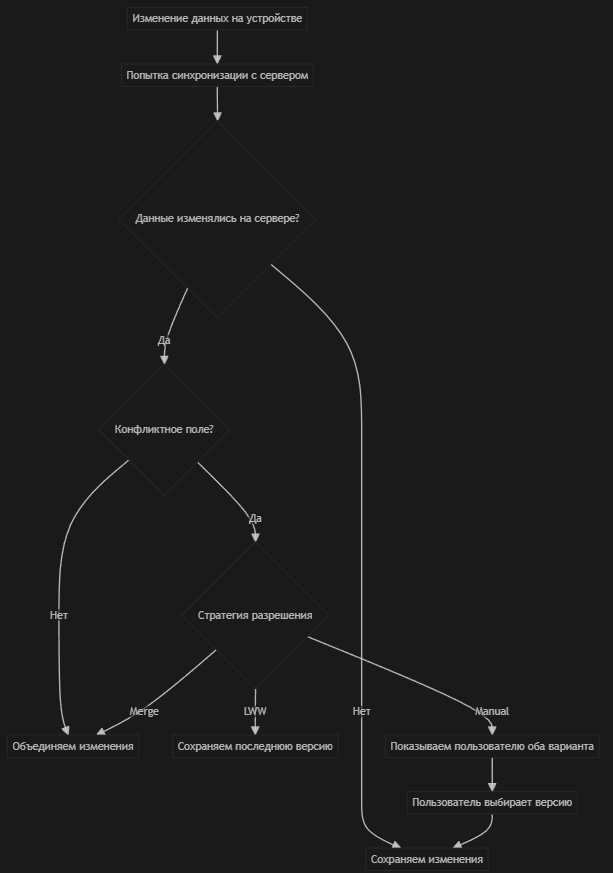 Изменение данных на устройстве
Попытка синхронизации с сервером
Данные изменялись на сервере?
Да
Конфликтное поле?
Да
Нет
Стратегия разрешения
Merge
LWW
Нет
Manual
Объединяем изменения
Сохраняем последнюю версию
Показываем пользователю оба варианта
Пользователь выбирает версию
Сохраняем изменения